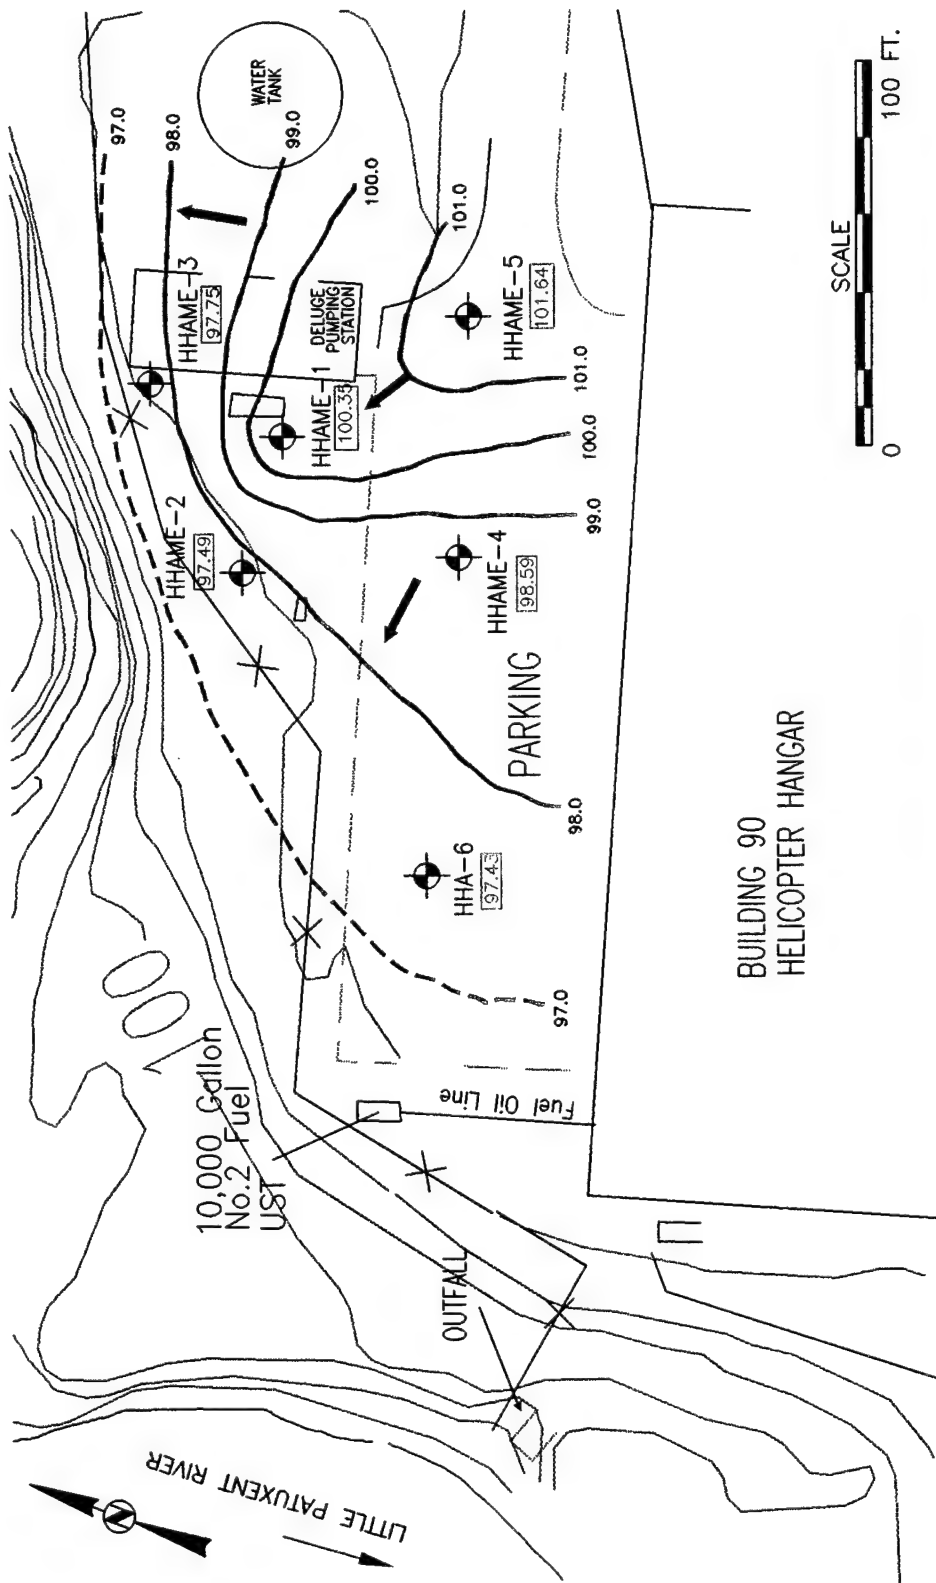 LITTLE PATUXENT RIVER
N
OUTFALL
10,000 Gallon
No.2 Fuel
UST
Fuel Oil Line
100
97.0
98.0
99.0
100.0
101.0
HHA-6
97.43
PARKING
HHAME-2
97.49
HHAME-4
98.59
HHAME-1
100.35
HHAME-3
97.75
DELUGE
PUMPING
STATION
HHAME-5
101.64
97.0
98.0
99.0
100.0
101.0
WATER
TANK
BUILDING 90
HELICOPTER HANGAR
SCALE
0
100 FT.